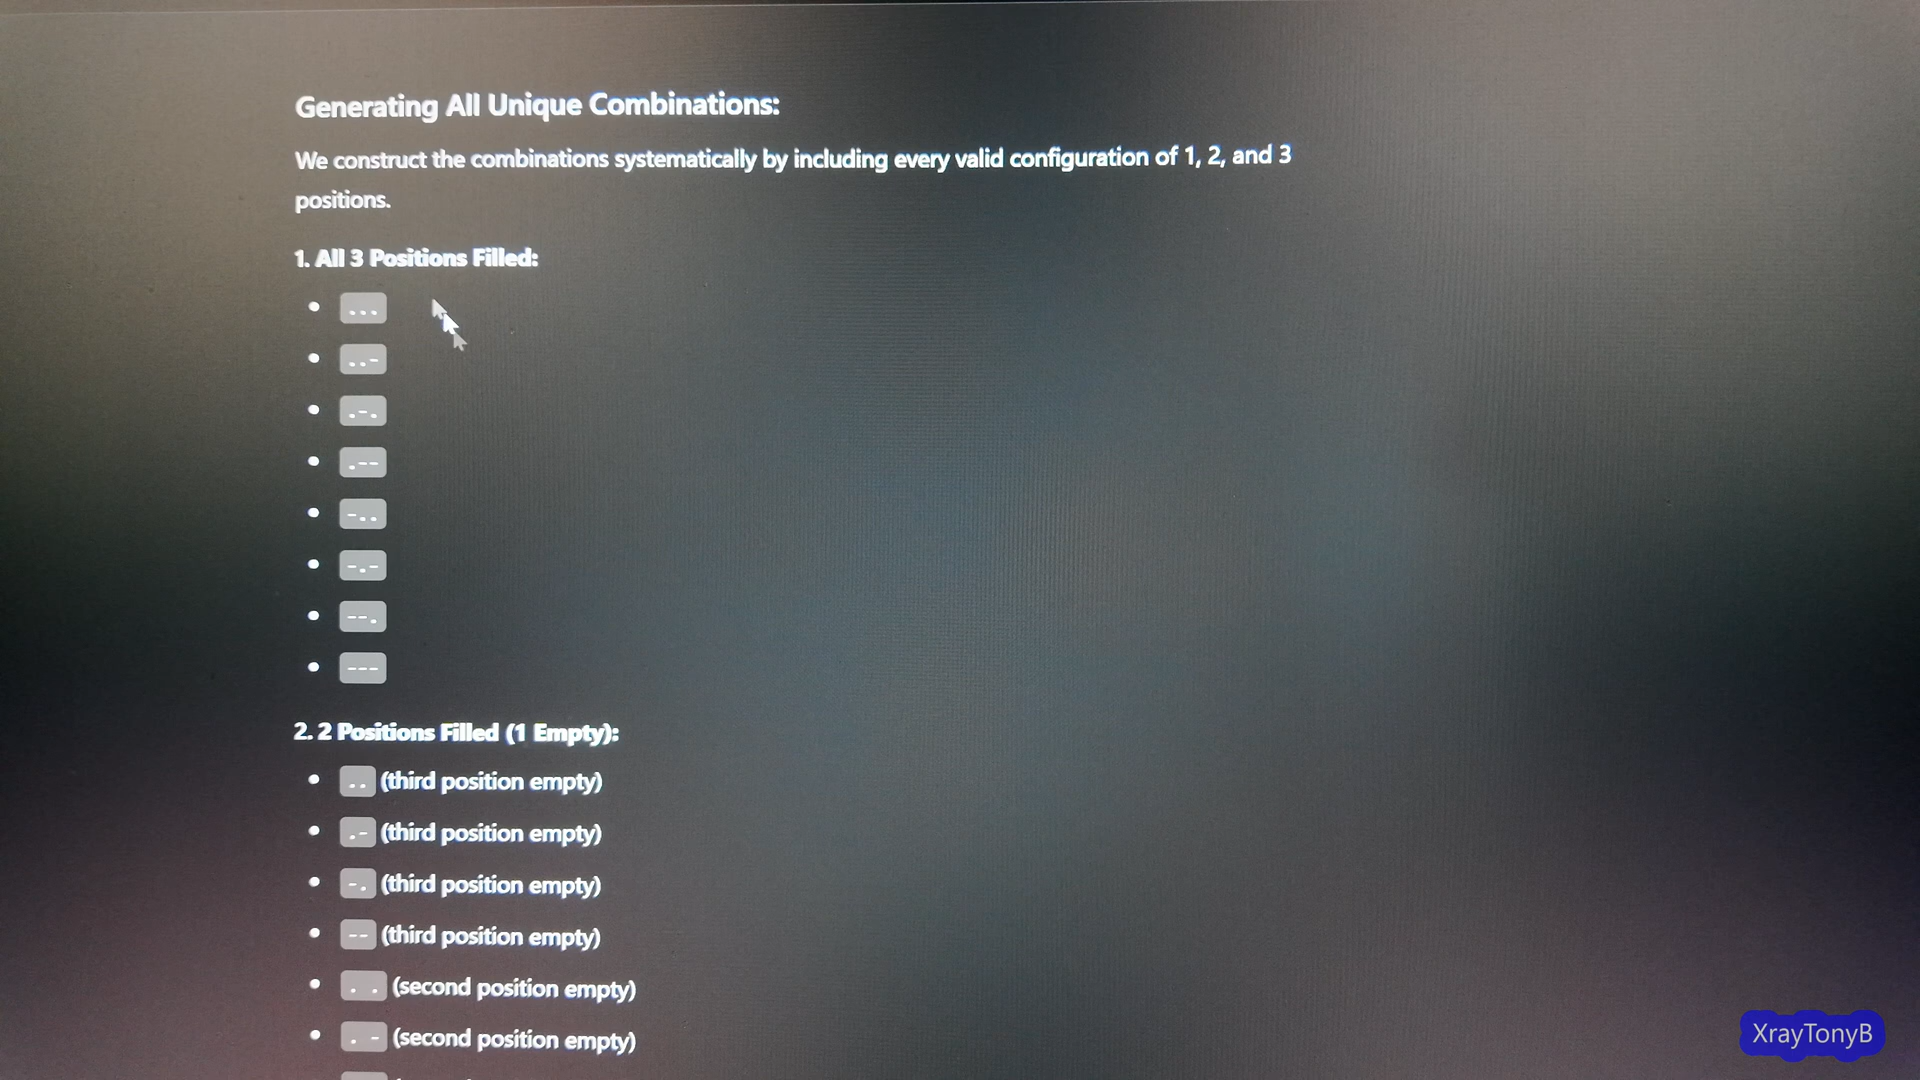 Generating All Unique Combinations:
We construct the combinations systematically by including every valid configuration of 1, 2, and 3
positions.
1. All 3 Positions Filled:
• ...
• ..-
• .-.
• .--
• -..
• -.-
• --.
• ---
2. 2 Positions Filled (1 Empty):
• .. (third position empty)
• .- (third position empty)
• -. (third position empty)
• -- (third position empty)
• . . (second position empty)
• . - (second position empty)
XrayTonyB